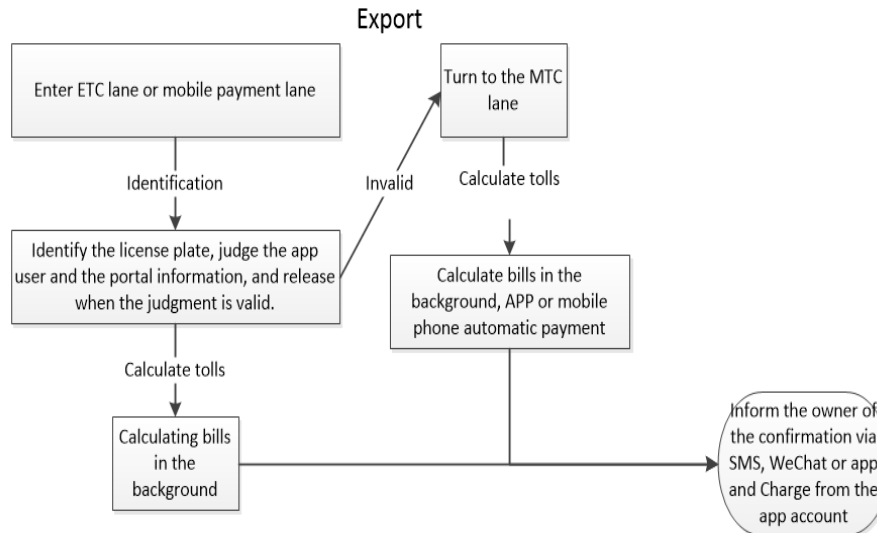 Export
Enter ETC lane or mobile payment lane
Turn to the MTC
lane
Identification
Invalid
Calculate tolls
Identify the license plate, judge the app
user and the portal information, and release
when the judgment is valid.
Calculate bills in the
background, APP or mobile
phone automatic payment
Calculate tolls
Calculating bills
in the
background
Inform the owner of
the confirmation via
SMS, WeChat or app
and Charge from the
app account